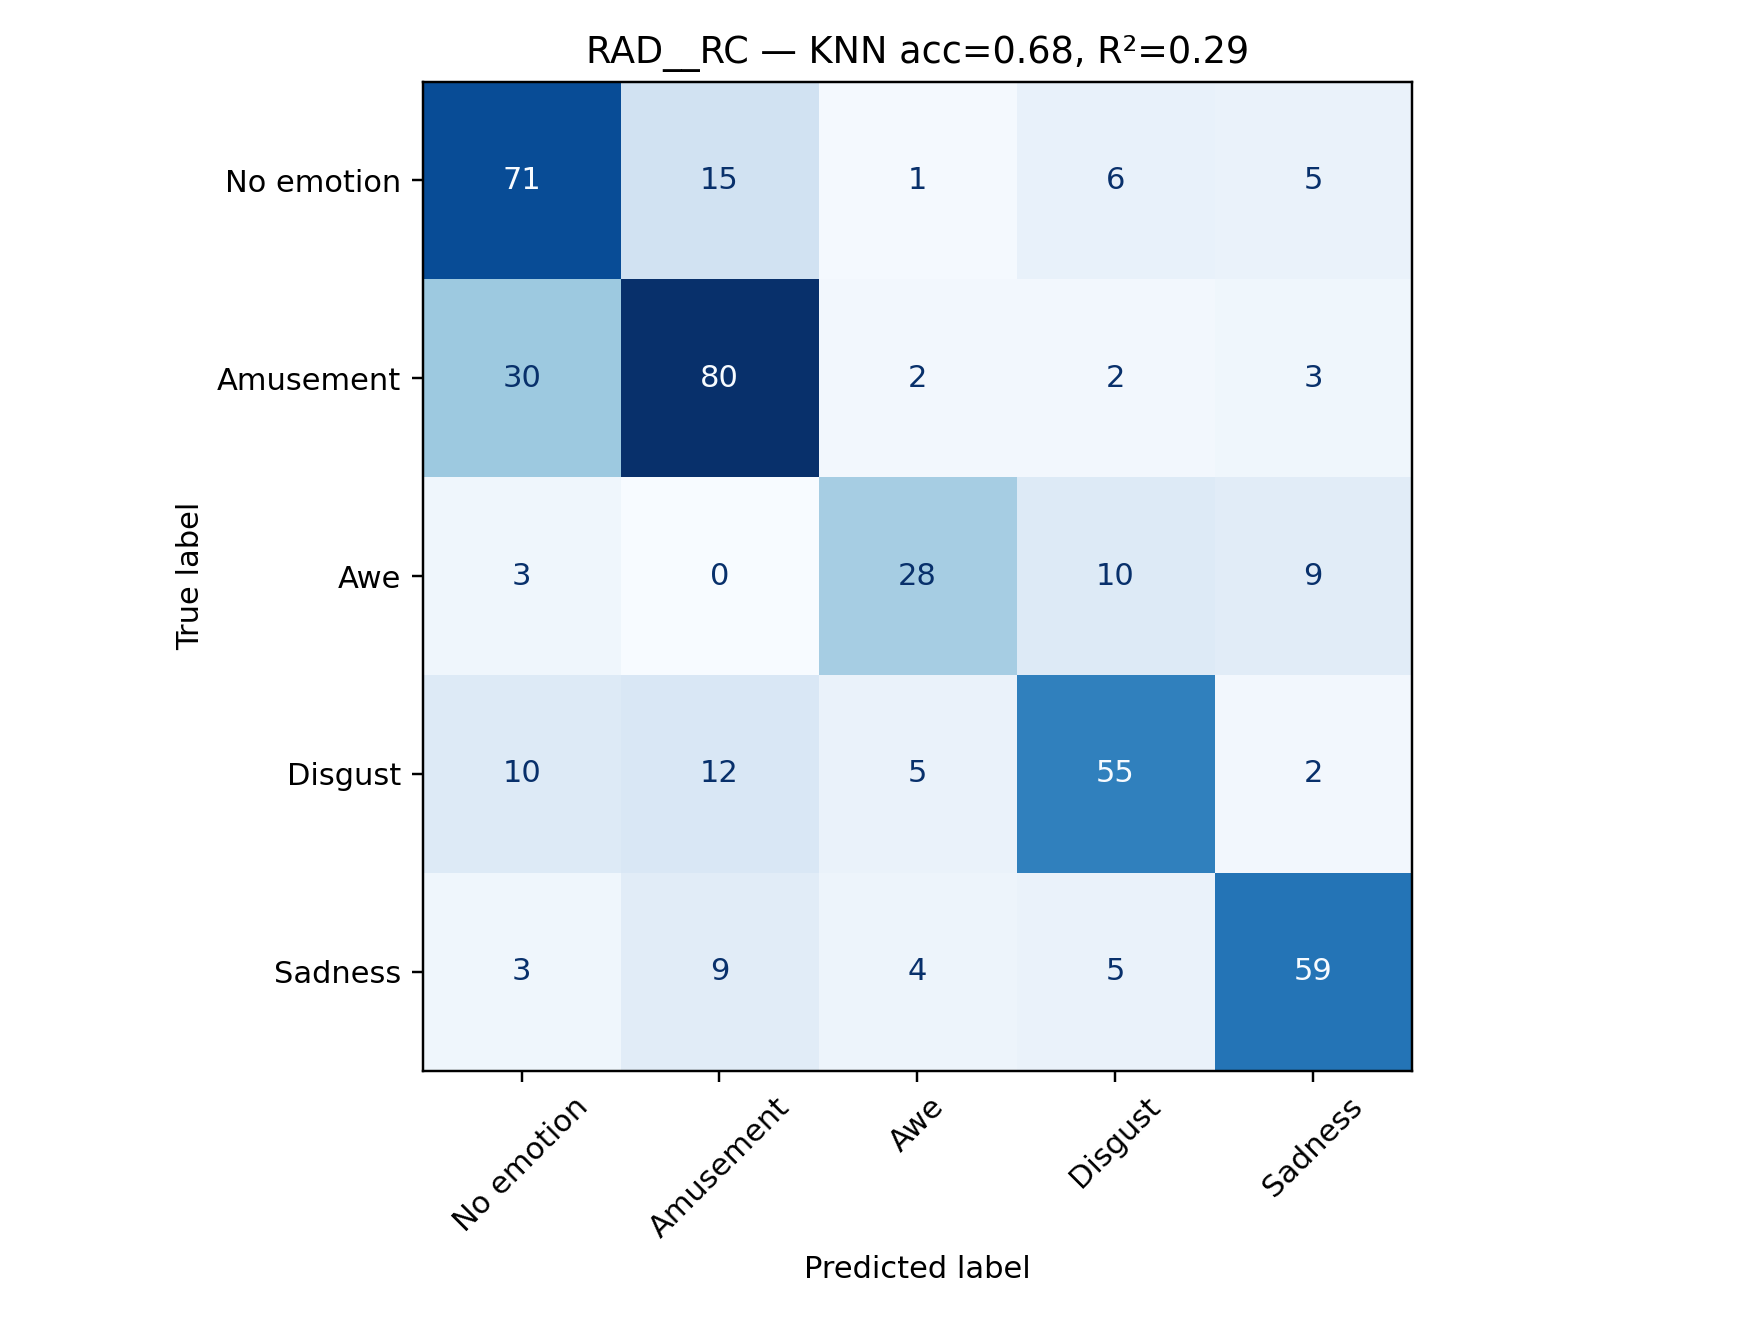 RAD__RC — KNN acc=0.68, R²=0.29
No emotion 71 15 1 6 5
Amusement 30 80 2 2 3
Awe 3 0 28 10 9
Disgust 10 12 5 55 2
Sadness 3 9 4 5 59
True label
No emotion Amusement Awe Disgust Sadness
Predicted label